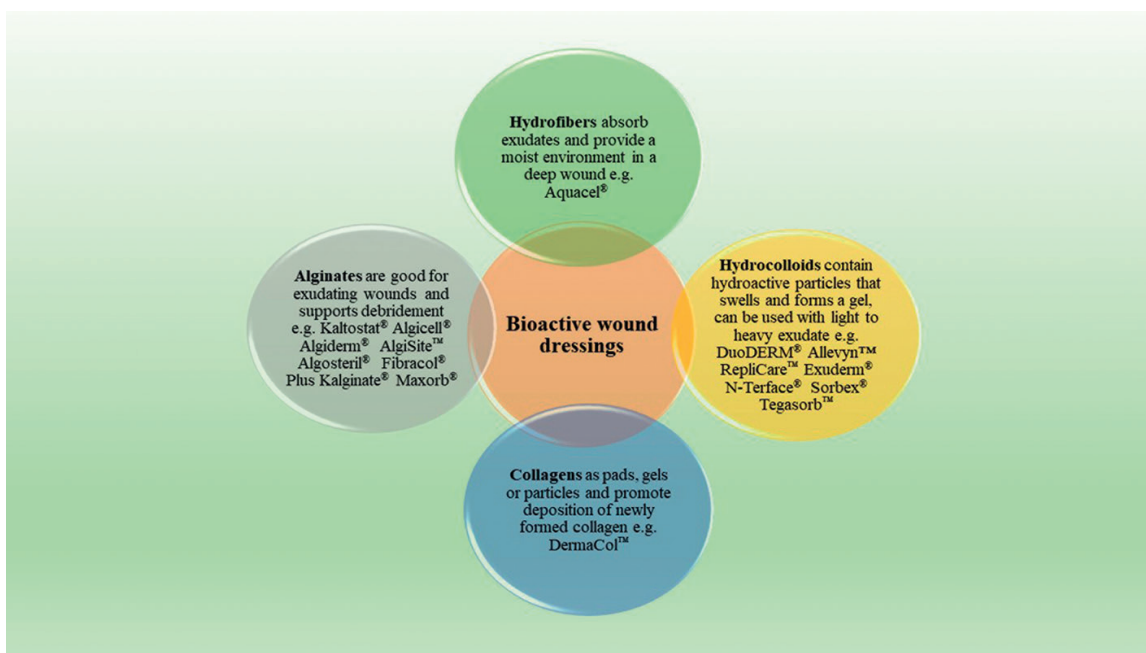 Hydrofibers absorb
exudates and provide a
moist environment in a
deep wound e.g.
Aquacel®
Alginates are good for
exudating wounds and
supports debridement
e.g. Kaltostat® Algicell®
Algiderm® AlgiSite™
Algosteril® Fibracol®
Plus Kalginate® Maxorb®
Bioactive wound
dressings
Hydrocolloids contain
hydroactive particles that
swells and forms a gel,
can be used with light to
heavy exudate e.g.
DuoDERM® Allevyn™
RepliCare™ Exuderm®
N-Terface® Sorbex®
Tegasorb™
Collagens as pads, gels
or particles and promote
deposition of newly
formed collagen e.g.
DermaCol™